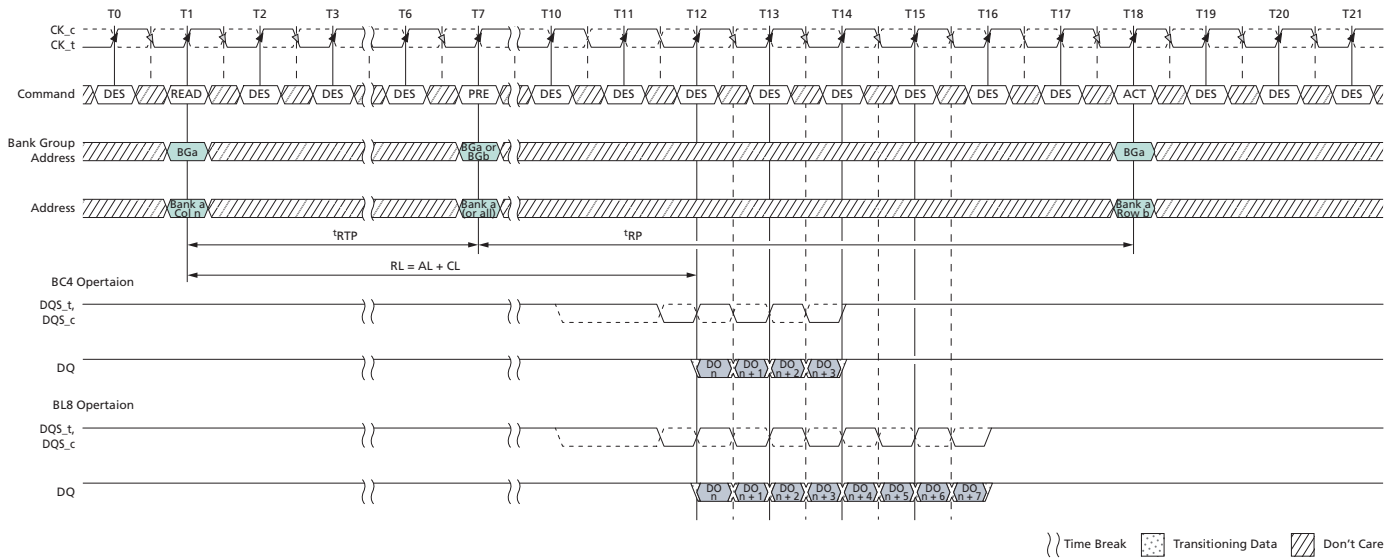 T0 T1 T2 T3 T6 T7 T10 T11 T12 T13 T14 T15 T16 T17 T18 T19 T20 T21
CK_c
CK_t
Command DES READ DES DES DES PRE DES DES DES DES DES DES DES DES ACT DES DES DES
Bank Group
Address
BGa
BGa or
BGb
BGa
Address
Bank a
Col n
Bank a
(or all)
Bank a
Row b
tRTP tRP
RL = AL + CL
BC4 Opertaion
DQS_t,
DQS_c
DQ
DO
n
DO
n + 1
DO
n + 2
DO
n + 3
BL8 Opertaion
DQS_t,
DQS_c
DQ
DO
n
DO
n + 1
DO
n + 2
DO
n + 3
DO
n + 4
DO
n + 5
DO
n + 6
DO
n + 7
Time Break Transitioning Data Don't Care